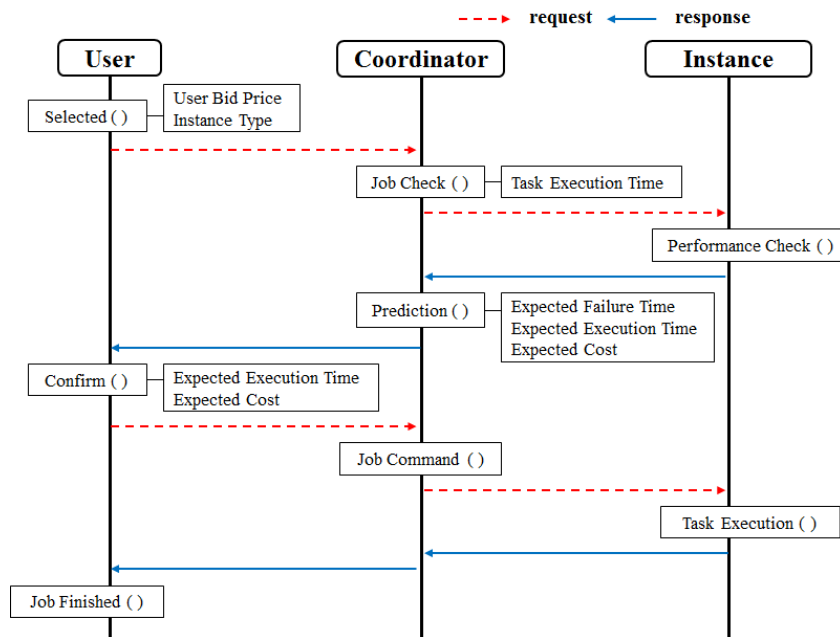 request
response
User
Coordinator
Instance
Selected ( )
User Bid Price
Instance Type
Job Check ( )
Task Execution Time
Performance Check ( )
Prediction ( )
Expected Failure Time
Expected Execution Time
Expected Cost
Confirm ( )
Expected Execution Time
Expected Cost
Job Command ( )
Task Execution ( )
Job Finished ( )